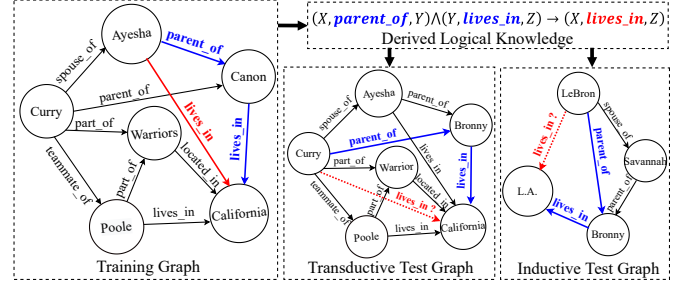 (X, parent_of, Y)∧(Y, lives_in, Z) → (X, lives_in, Z)
Derived Logical Knowledge
Ayesha
parent_of
Canon
spouse_of
parent_of
lives_in
Curry
part_of
Warriors
lives_in
teammate_of
part_of
located_in
Poole
lives_in
California
Training Graph
Ayesha
parent_of
Bronny
spouse_of
parent_of
lives_in
Curry
part_of
Warrior
lives_in
teammate_of
part_of
located_in
lives_in ?
Poole
lives_in
California
Transductive Test Graph
LeBron
spouse_of
lives_in ?
parent_of
Savannah
L.A.
parent_of
lives_in
Bronny
Inductive Test Graph